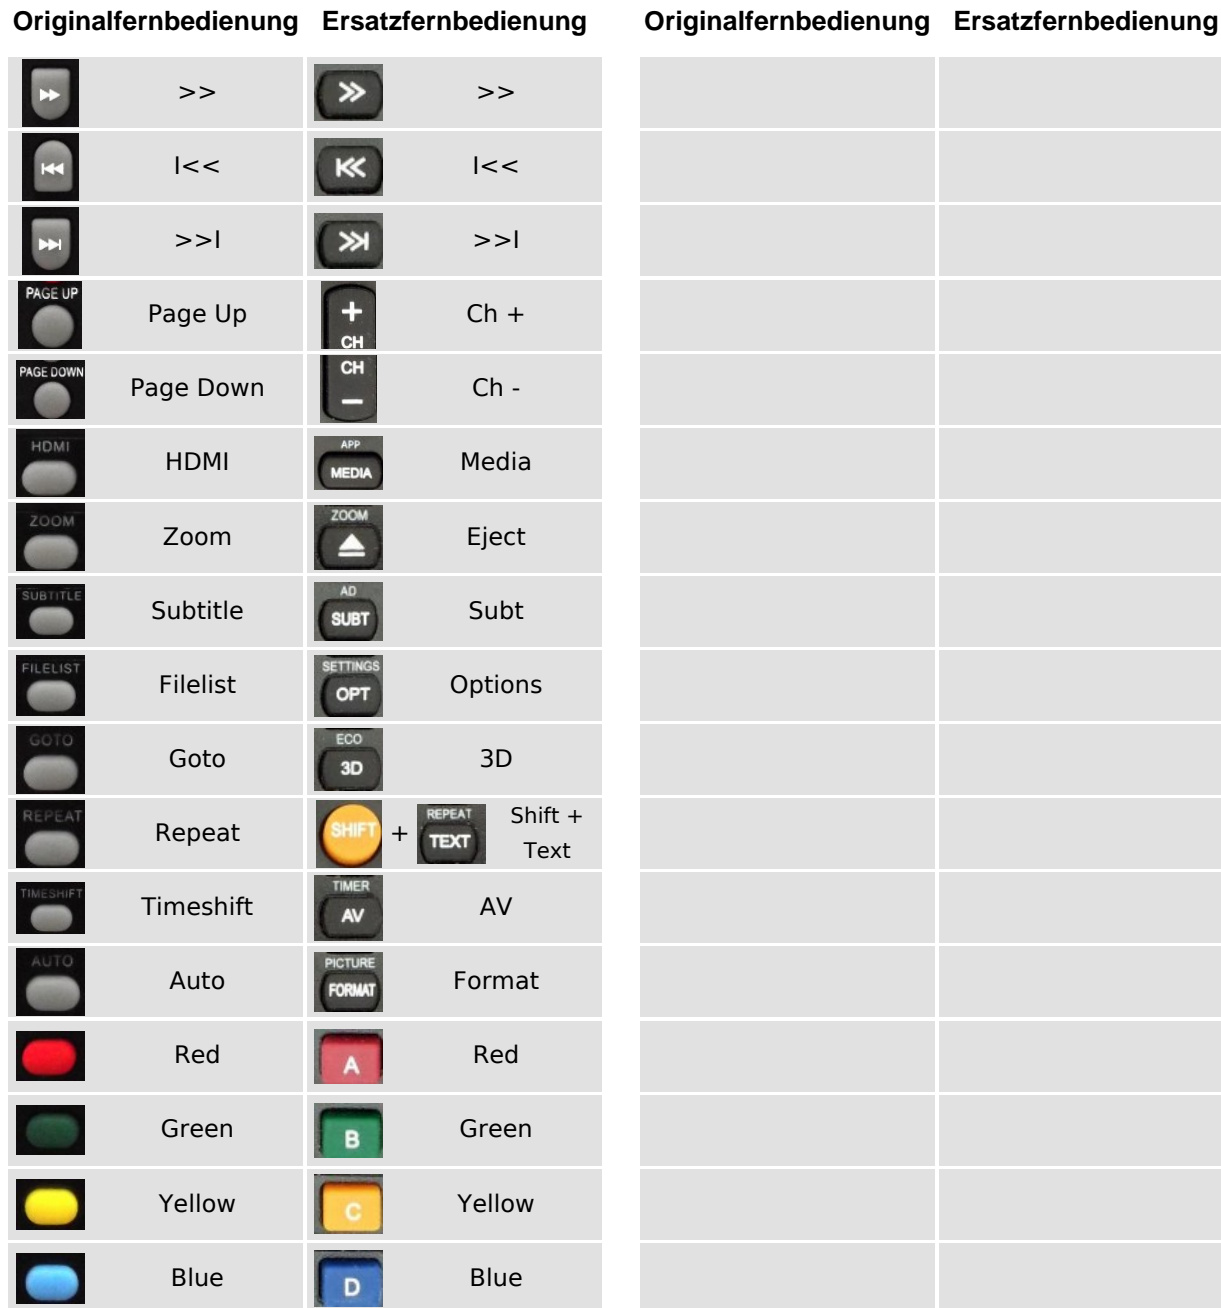 Originalfernbedienung Ersatzfernbedienung Originalfernbedienung Ersatzfernbedienung
>> >>
I<< I<<
>>I >>I
PAGE UP Page Up + CH Ch +
PAGE DOWN Page Down CH - Ch -
HDMI HDMI APP MEDIA Media
ZOOM Zoom ZOOM Eject
SUBTITLE Subtitle AD SUBT Subt
FILELIST Filelist SETTINGS OPT Options
GOTO Goto ECO 3D 3D
REPEAT Repeat SHIFT + REPEAT TEXT Shift +
Text
TIMESHIFT Timeshift TIMER AV AV
AUTO Auto PICTURE FORMAT Format
Red A Red
Green B Green
Yellow C Yellow
Blue D Blue